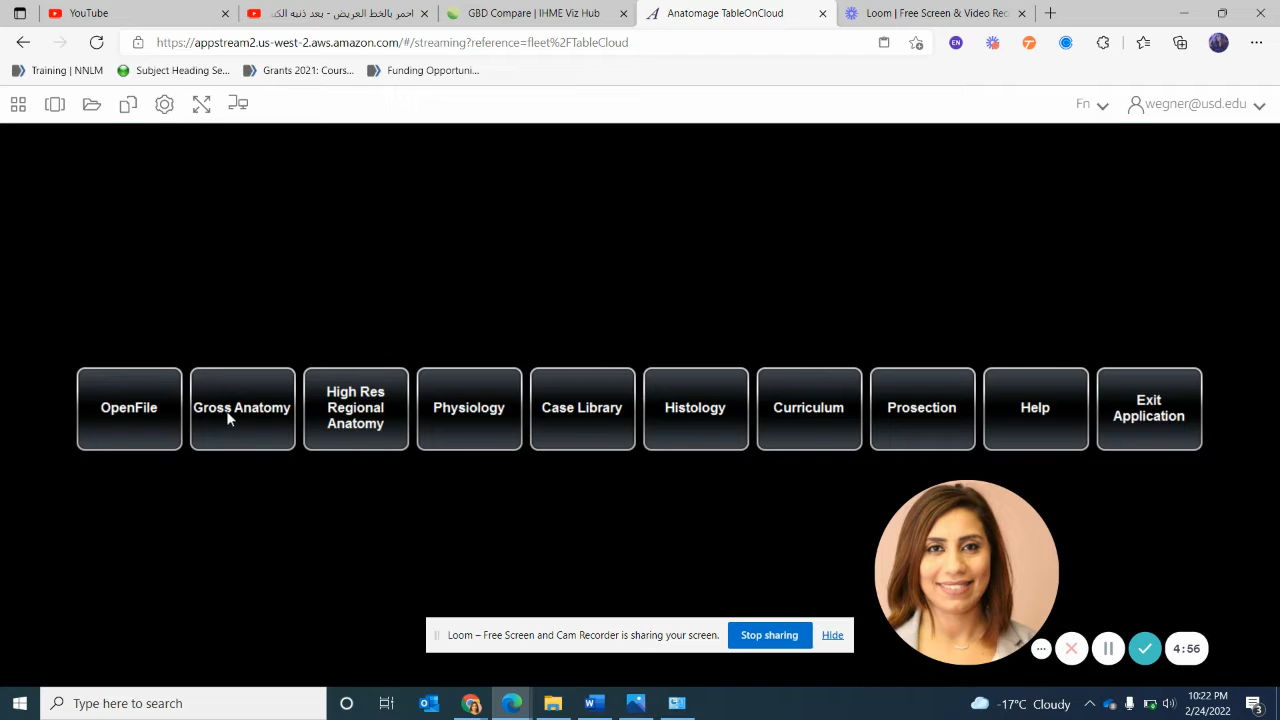 YouTube
احمر بالخط العريض - بعد ذنبه الك
GBD Compare | IHME Viz Hub
Anatomage TableOnCloud
Loom | Free Screen & Video Rec
https://appstream2.us-west-2.aws.amazon.com/#/streaming?reference=fleet%2FTableCloud
EN
Training | NNLM
Subject Heading Se...
Grants 2021: Cours...
Funding Opportuni...
Fn
wegner@usd.edu
OpenFile
Gross Anatomy
High Res
Regional
Anatomy
Physiology
Case Library
Histology
Curriculum
Prosection
Help
Exit
Application
Loom – Free Screen and Cam Recorder is sharing your screen.
Stop sharing
Hide
4:56
Type here to search
-17°C Cloudy
10:22 PM
2/24/2022
3